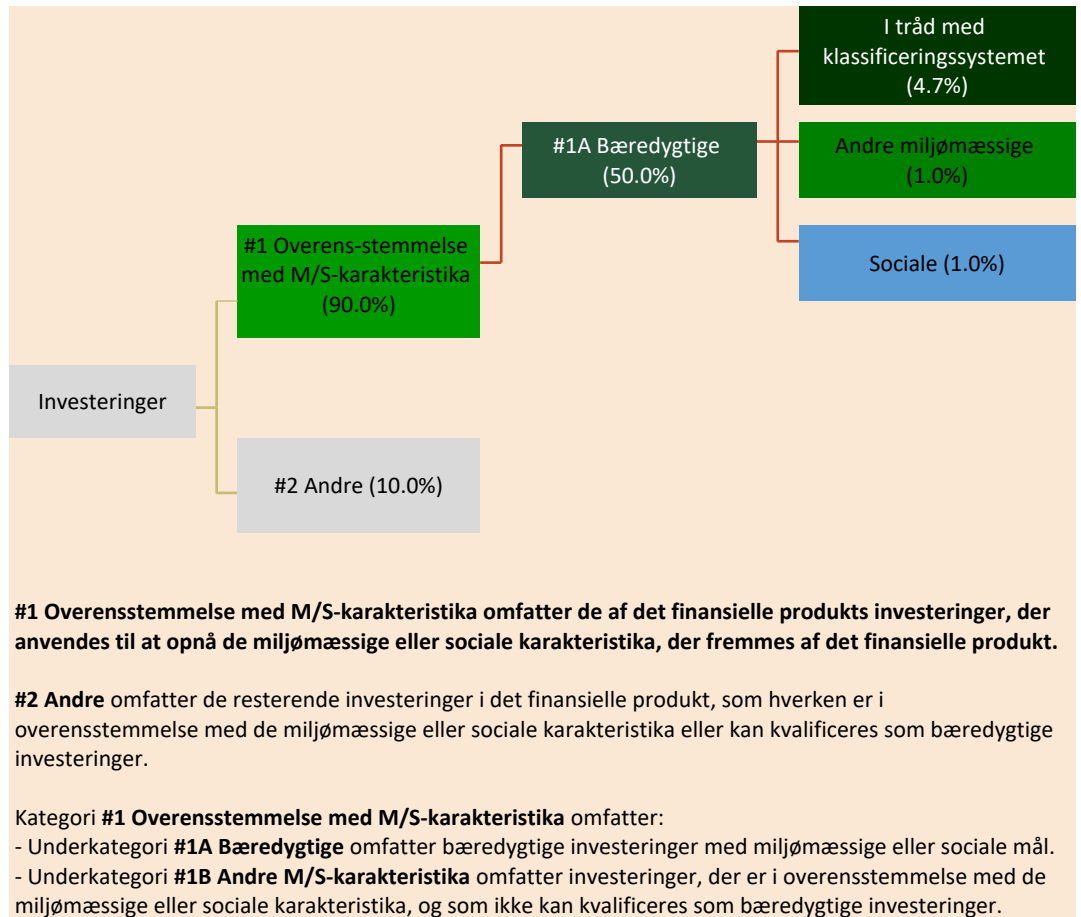 I tråd med
klassificeringssystemet
(4.7%)
#1A Bæredygtige
(50.0%)
Andre miljømæssige
(1.0%)
#1 Overens-stemmelse
med M/S-karakteristika
(90.0%)
Sociale (1.0%)
Investeringer
#2 Andre (10.0%)
#1 Overensstemmelse med M/S-karakteristika omfatter de af det finansielle produkts investeringer, der
anvendes til at opnå de miljømæssige eller sociale karakteristika, der fremmes af det finansielle produkt.
#2 Andre omfatter de resterende investeringer i det finansielle produkt, som hverken er i
overensstemmelse med de miljømæssige eller sociale karakteristika eller kan kvalificeres som bæredygtige
investeringer.
Kategori #1 Overensstemmelse med M/S-karakteristika omfatter:
- Underkategori #1A Bæredygtige omfatter bæredygtige investeringer med miljømæssige eller sociale mål.
- Underkategori #1B Andre M/S-karakteristika omfatter investeringer, der er i overensstemmelse med de
miljømæssige eller sociale karakteristika, og som ikke kan kvalificeres som bæredygtige investeringer.